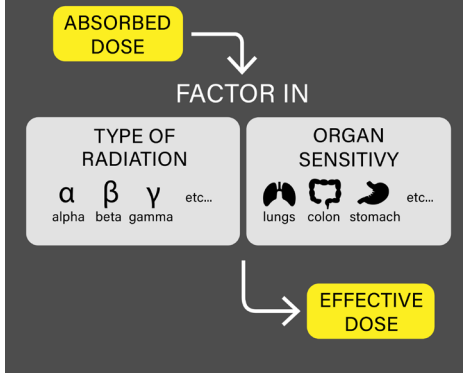 ABSORBED
DOSE
FACTOR IN
TYPE OF
RADIATION
α β γ etc...
alpha beta gamma
ORGAN
SENSITIVY
etc...
lungs colon stomach
EFFECTIVE
DOSE